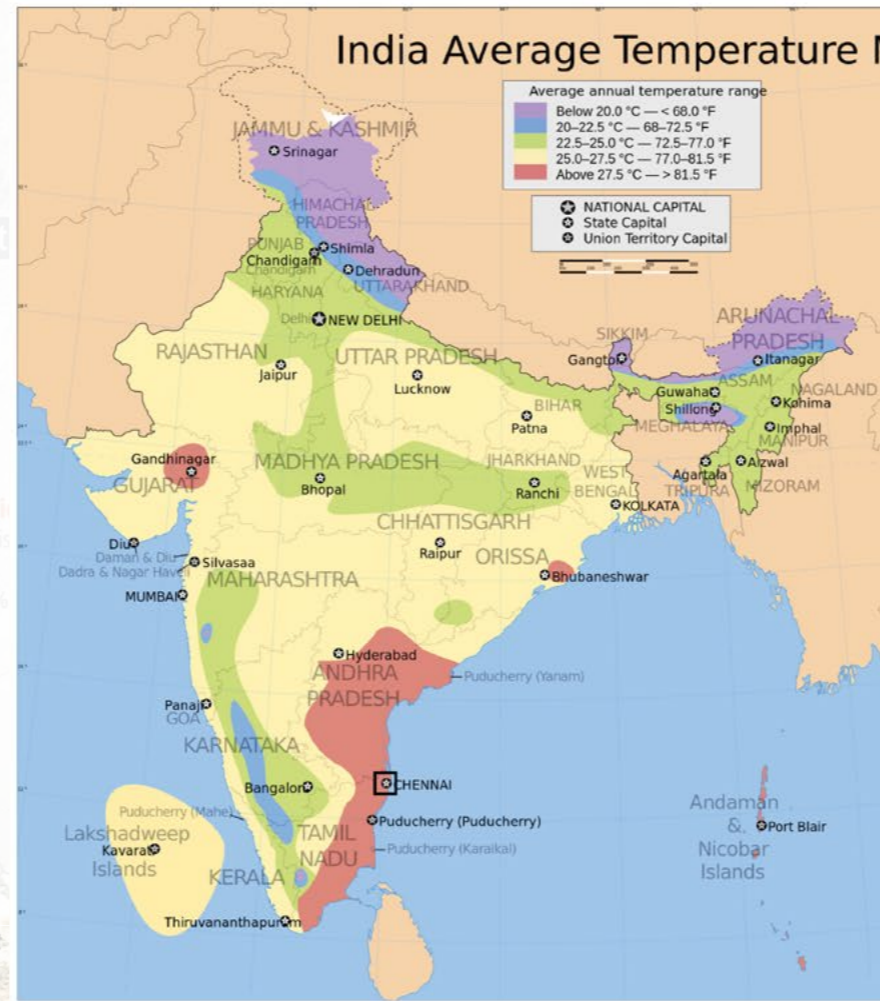 India Average Temperature
Average annual temperature range
Below 20.0 °C — < 68.0 °F
20–22.5 °C — 68–72.5 °F
22.5–25.0 °C — 72.5–77.0 °F
25.0–27.5 °C — 77.0–81.5 °F
Above 27.5 °C — > 81.5 °F
NATIONAL CAPITAL
State Capital
Union Territory Capital
JAMMU & KASHMIR
Srinagar
HIMACHAL
PRADESH
PUNJAB
Shimla
Chandigarh
Chandigarh
Dehradun
UTTARAKHAND
HARYANA
Delhi
NEW DELHI
RAJASTHAN
Jaipur
UTTAR PRADESH
Lucknow
SIKKIM
Gangtok
ARUNACHAL
PRADESH
Itanagar
ASSAM
NAGALAND
Guwahati
Kohima
Shillong
MEGHALAYA
Imphal
MANIPUR
BIHAR
Patna
Gandhinagar
GUJARAT
MADHYA PRADESH
Bhopal
JHARKHAND
Ranchi
WEST
BENGAL
KOLKATA
Agartala
TRIPURA
Aizwal
MIZORAM
CHHATTISGARH
Raipur
ORISSA
Bhubaneshwar
Diu
Daman & Diu
Dadra & Nagar Haveli
Silvasaa
MAHARASHTRA
MUMBAI
Hyderabad
ANDHRA
PRADESH
Puducherry (Yanam)
Panaji
GOA
KARNATAKA
Bangalore
CHENNAI
Puducherry (Mahe)
Puducherry (Puducherry)
TAMIL
NADU
Puducherry (Karaikal)
Lakshadweep
Kavarati
Islands
KERALA
Thiruvananthapuram
Andaman
&
Nicobar
Islands
Port Blair